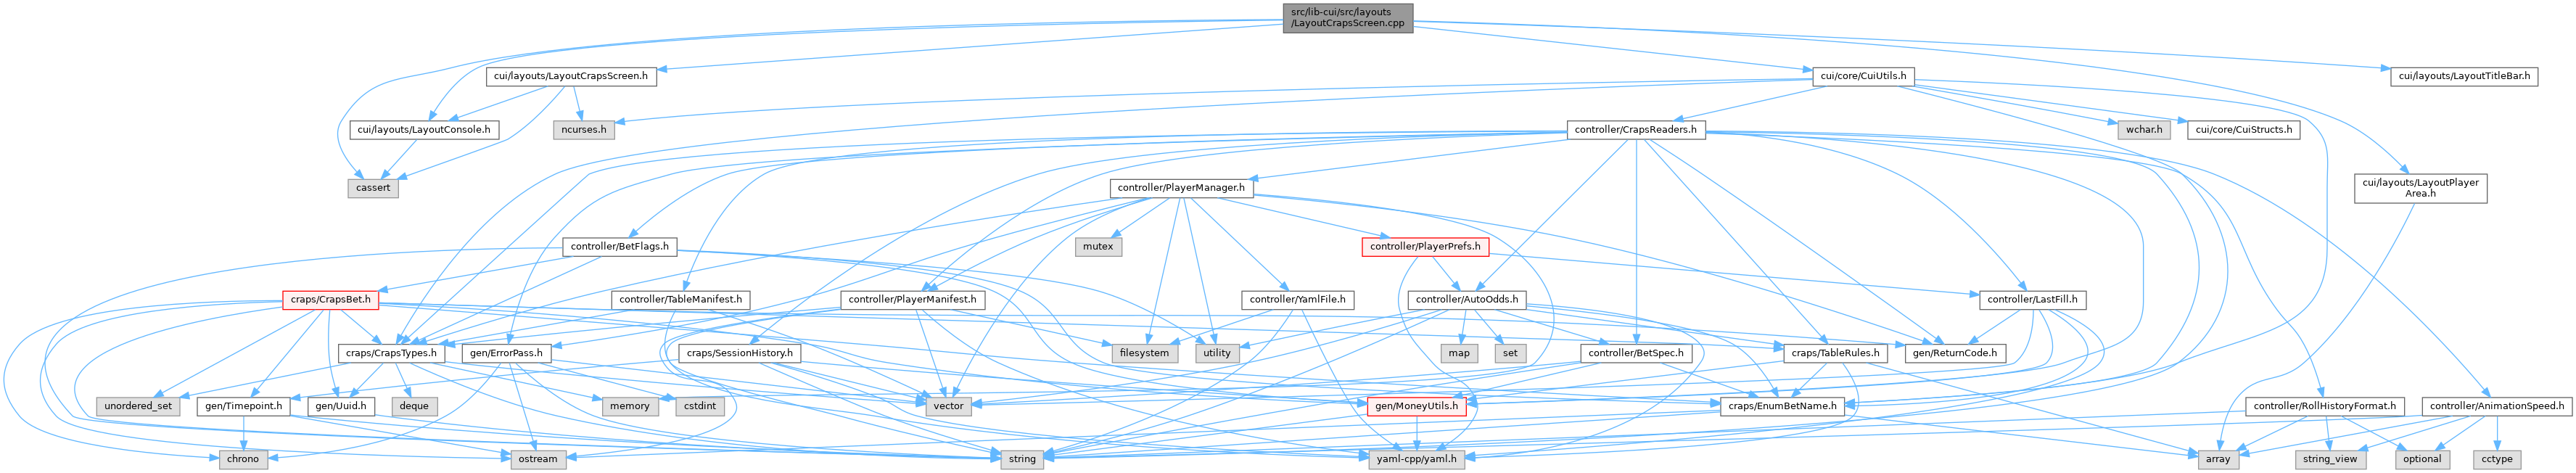 src/lib-cui/src/layouts
/LayoutCrapsScreen.cpp
cui/layouts/LayoutCrapsScreen.h
cui/core/CuiUtils.h
cui/layouts/LayoutTitleBar.h
cui/layouts/LayoutConsole.h
ncurses.h
controller/CrapsReaders.h
wchar.h
cui/core/CuiStructs.h
cassert
controller/PlayerManager.h
cui/layouts/LayoutPlayer
Area.h
controller/BetFlags.h
mutex
controller/PlayerPrefs.h
craps/CrapsBet.h
controller/TableManifest.h
controller/PlayerManifest.h
controller/YamlFile.h
controller/AutoOdds.h
controller/LastFill.h
craps/CrapsTypes.h
gen/ErrorPass.h
craps/SessionHistory.h
filesystem
utility
map
set
controller/BetSpec.h
craps/TableRules.h
gen/ReturnCode.h
unordered_set
gen/Timepoint.h
gen/Uuid.h
deque
memory
cstdint
vector
gen/MoneyUtils.h
craps/EnumBetName.h
controller/RollHistoryFormat.h
controller/AnimationSpeed.h
chrono
ostream
string
yaml-cpp/yaml.h
array
string_view
optional
cctype